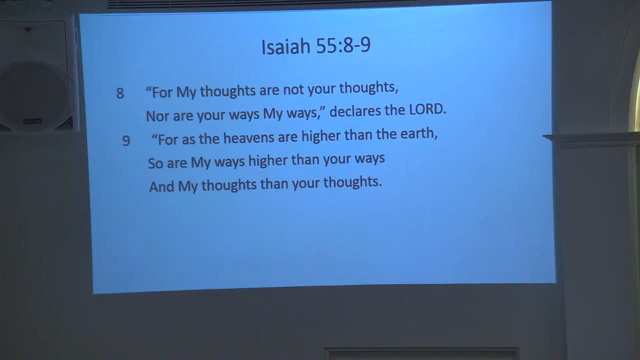 Isaiah 55:8-9
8 “For My thoughts are not your thoughts,
Nor are your ways My ways,” declares the LORD.
9 “For as the heavens are higher than the earth,
So are My ways higher than your ways
And My thoughts than your thoughts.